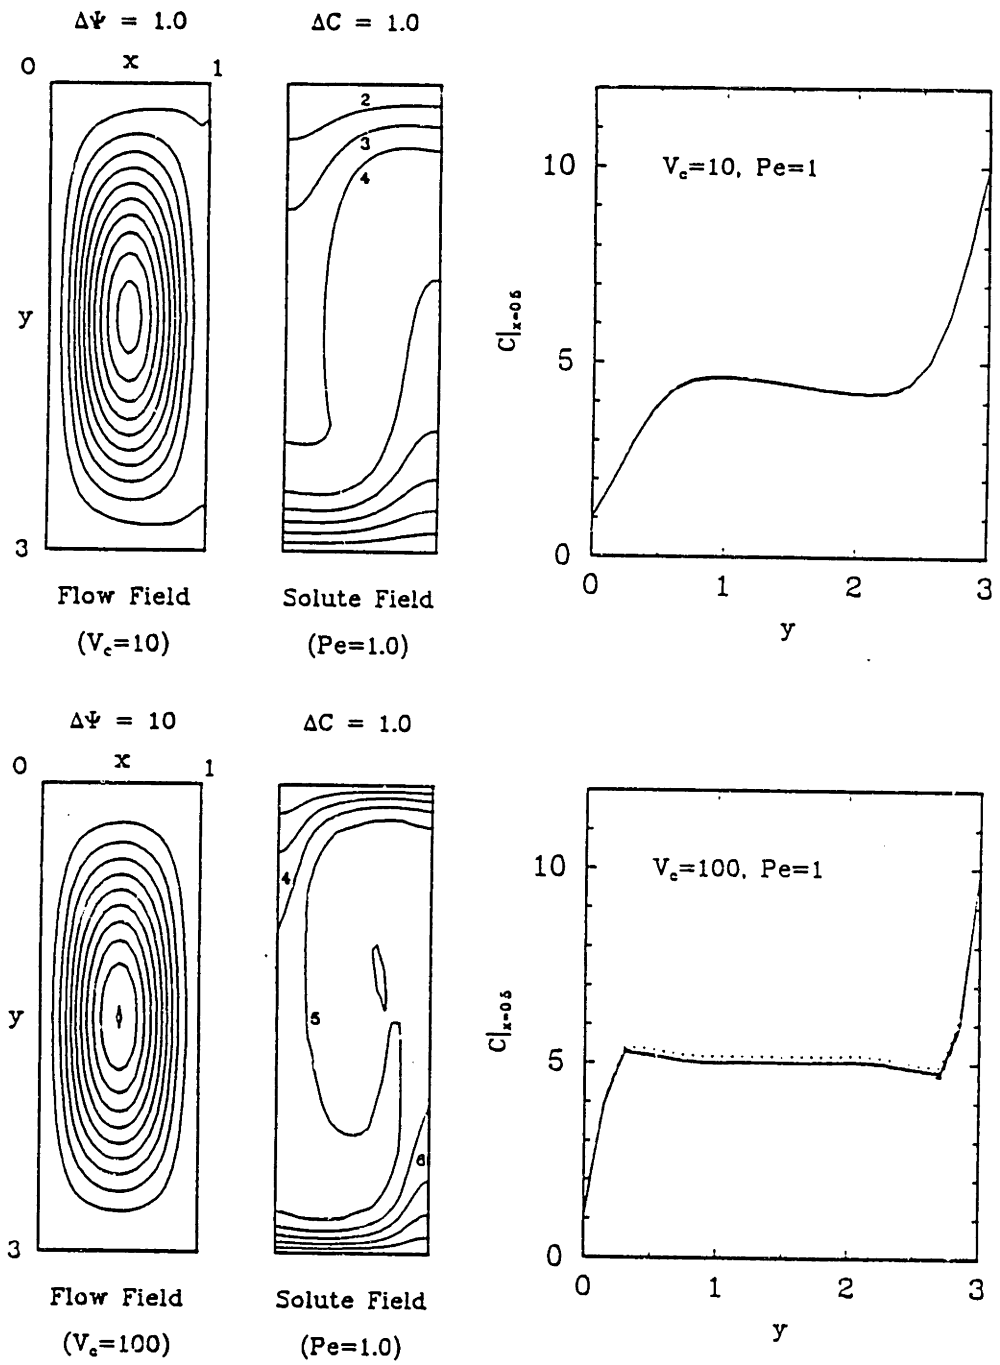 ΔΨ = 1.0
ΔC = 1.0
0 x 1
2
3
4
y
3
Flow Field
(V_c=10)
Solute Field
(Pe=1.0)
10
V_c=10, Pe=1
C|x=0.5
5
0
0 1 2 3
y
ΔΨ = 10
ΔC = 1.0
0 x 1
4
5
6
y
3
Flow Field
(V_c=100)
Solute Field
(Pe=1.0)
10
V_c=100, Pe=1
C|x=0.5
5
0
0 1 2 3
y